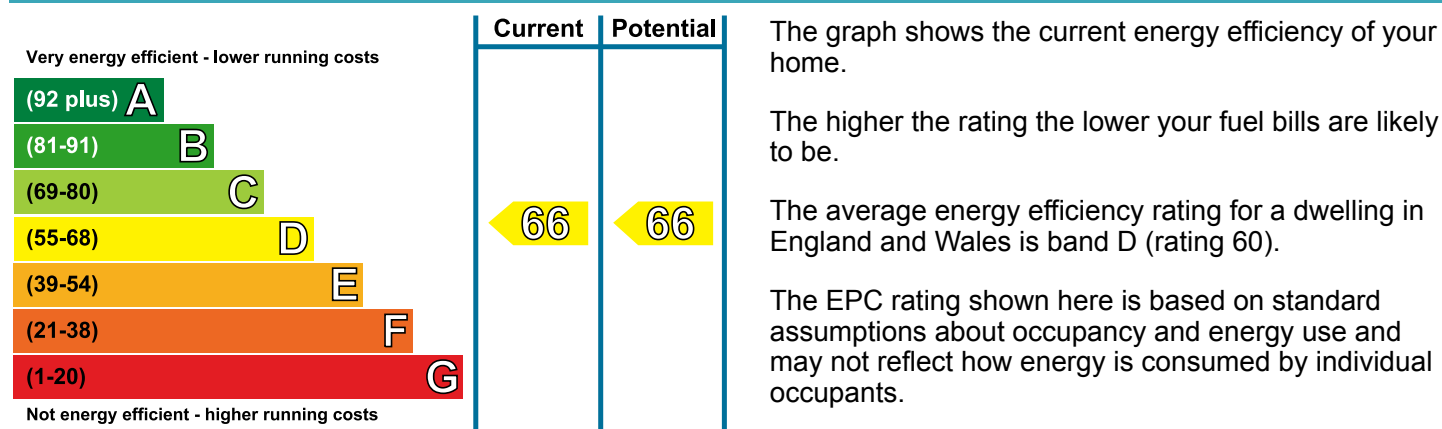 Current Potential
Very energy efficient - lower running costs
(92 plus) A
(81-91) B
(69-80) C
(55-68) D
66 66
(39-54) E
(21-38) F
(1-20) G
Not energy efficient - higher running costs
The graph shows the current energy efficiency of your
home.
The higher the rating the lower your fuel bills are likely
to be.
The average energy efficiency rating for a dwelling in
England and Wales is band D (rating 60).
The EPC rating shown here is based on standard
assumptions about occupancy and energy use and
may not reflect how energy is consumed by individual
occupants.